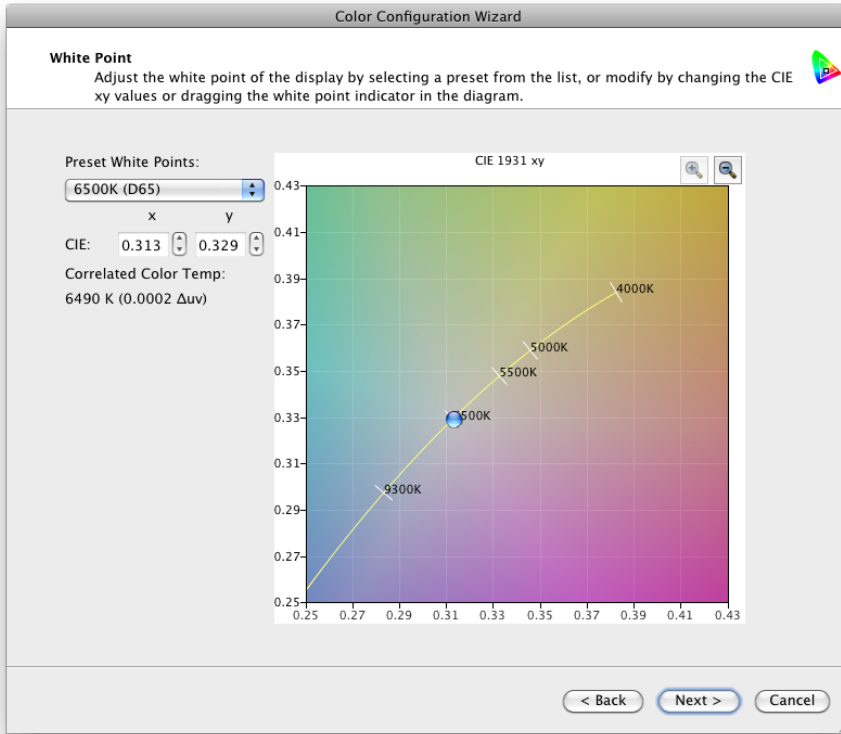 Color Configuration Wizard
White Point
Adjust the white point of the display by selecting a preset from the list, or modify by changing the CIE
xy values or dragging the white point indicator in the diagram.
Preset White Points:
6500K (D65)
x y
CIE: 0.313 0.329
Correlated Color Temp:
6490 K (0.0002 Δuv)
CIE 1931 xy
0.43
0.41
0.39
0.37
0.35
0.33
0.31
0.29
0.27
0.25
4000K
5000K
5500K
500K
9300K
0.25 0.27 0.29 0.31 0.33 0.35 0.37 0.39 0.41 0.43
< Back Next > Cancel